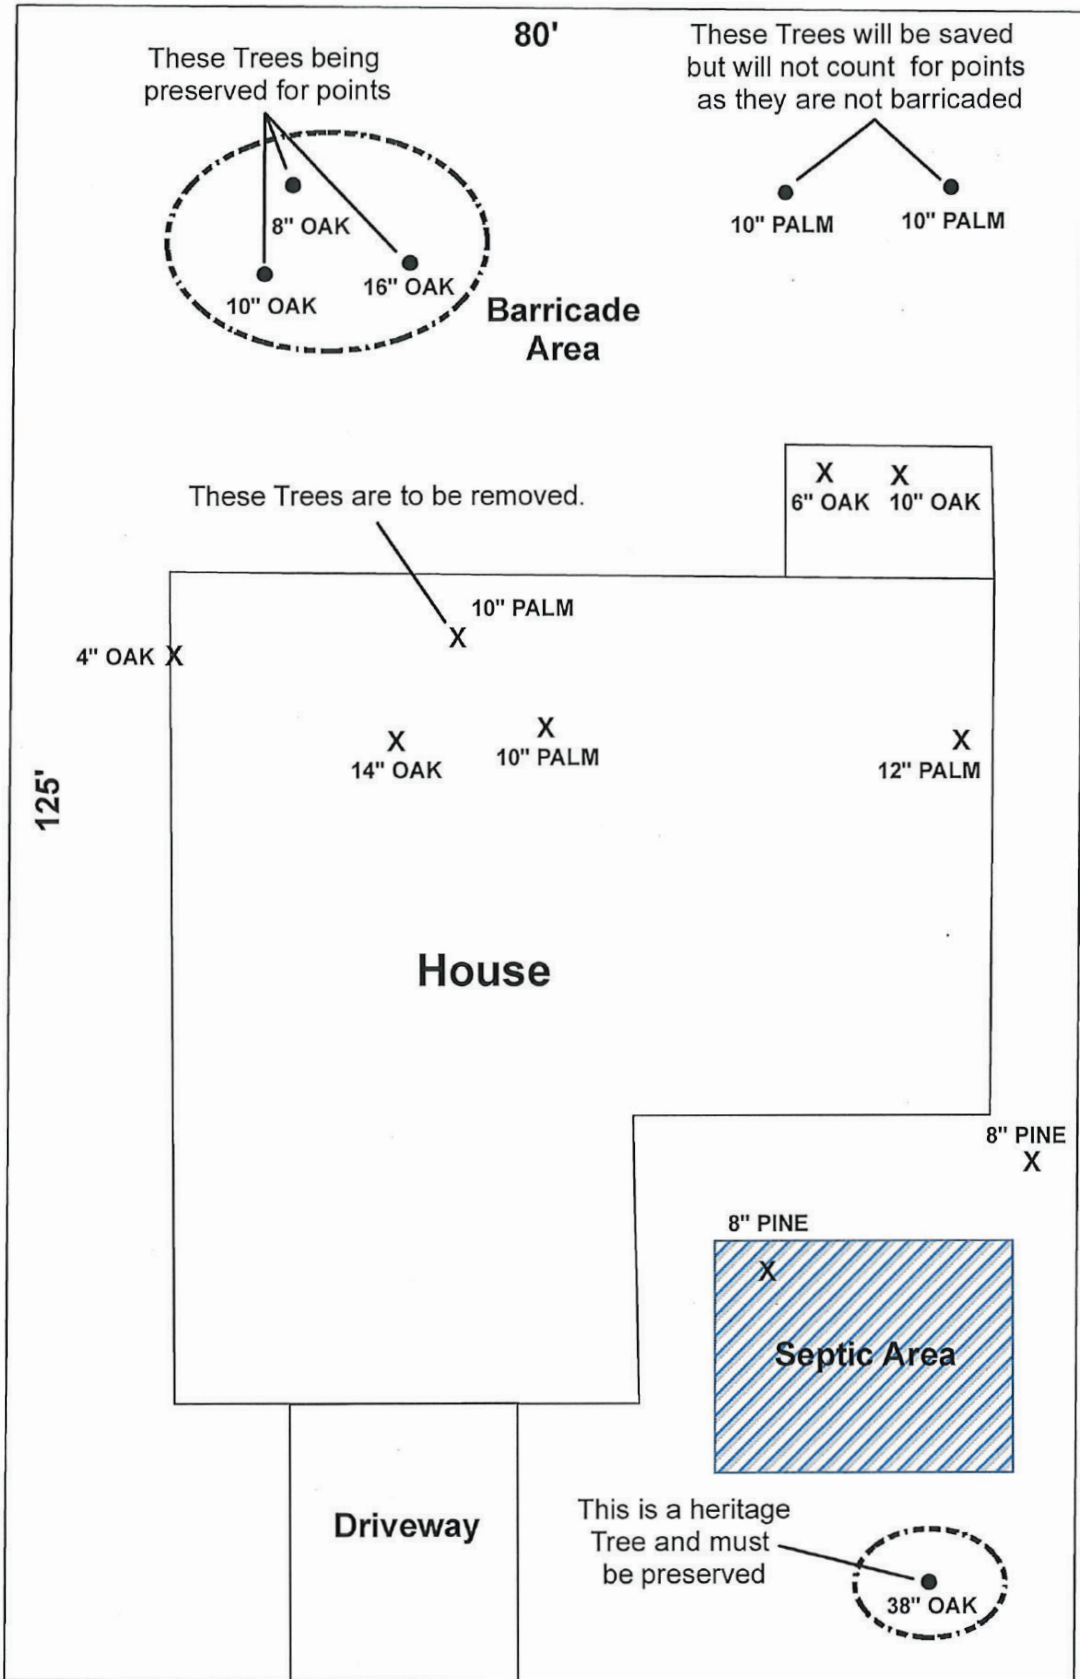 80'
These Trees being
preserved for points
These Trees will be saved
but will not count for points
as they are not barricaded
8" OAK
10" OAK
16" OAK
10" PALM
10" PALM
Barricade
Area
These Trees are to be removed.
X X
6" OAK 10" OAK
10" PALM
X
4" OAK X
X
14" OAK
X
10" PALM
X
12" PALM
125'
House
8" PINE
X
8" PINE
X
Septic Area
Driveway
This is a heritage
Tree and must
be preserved
38" OAK